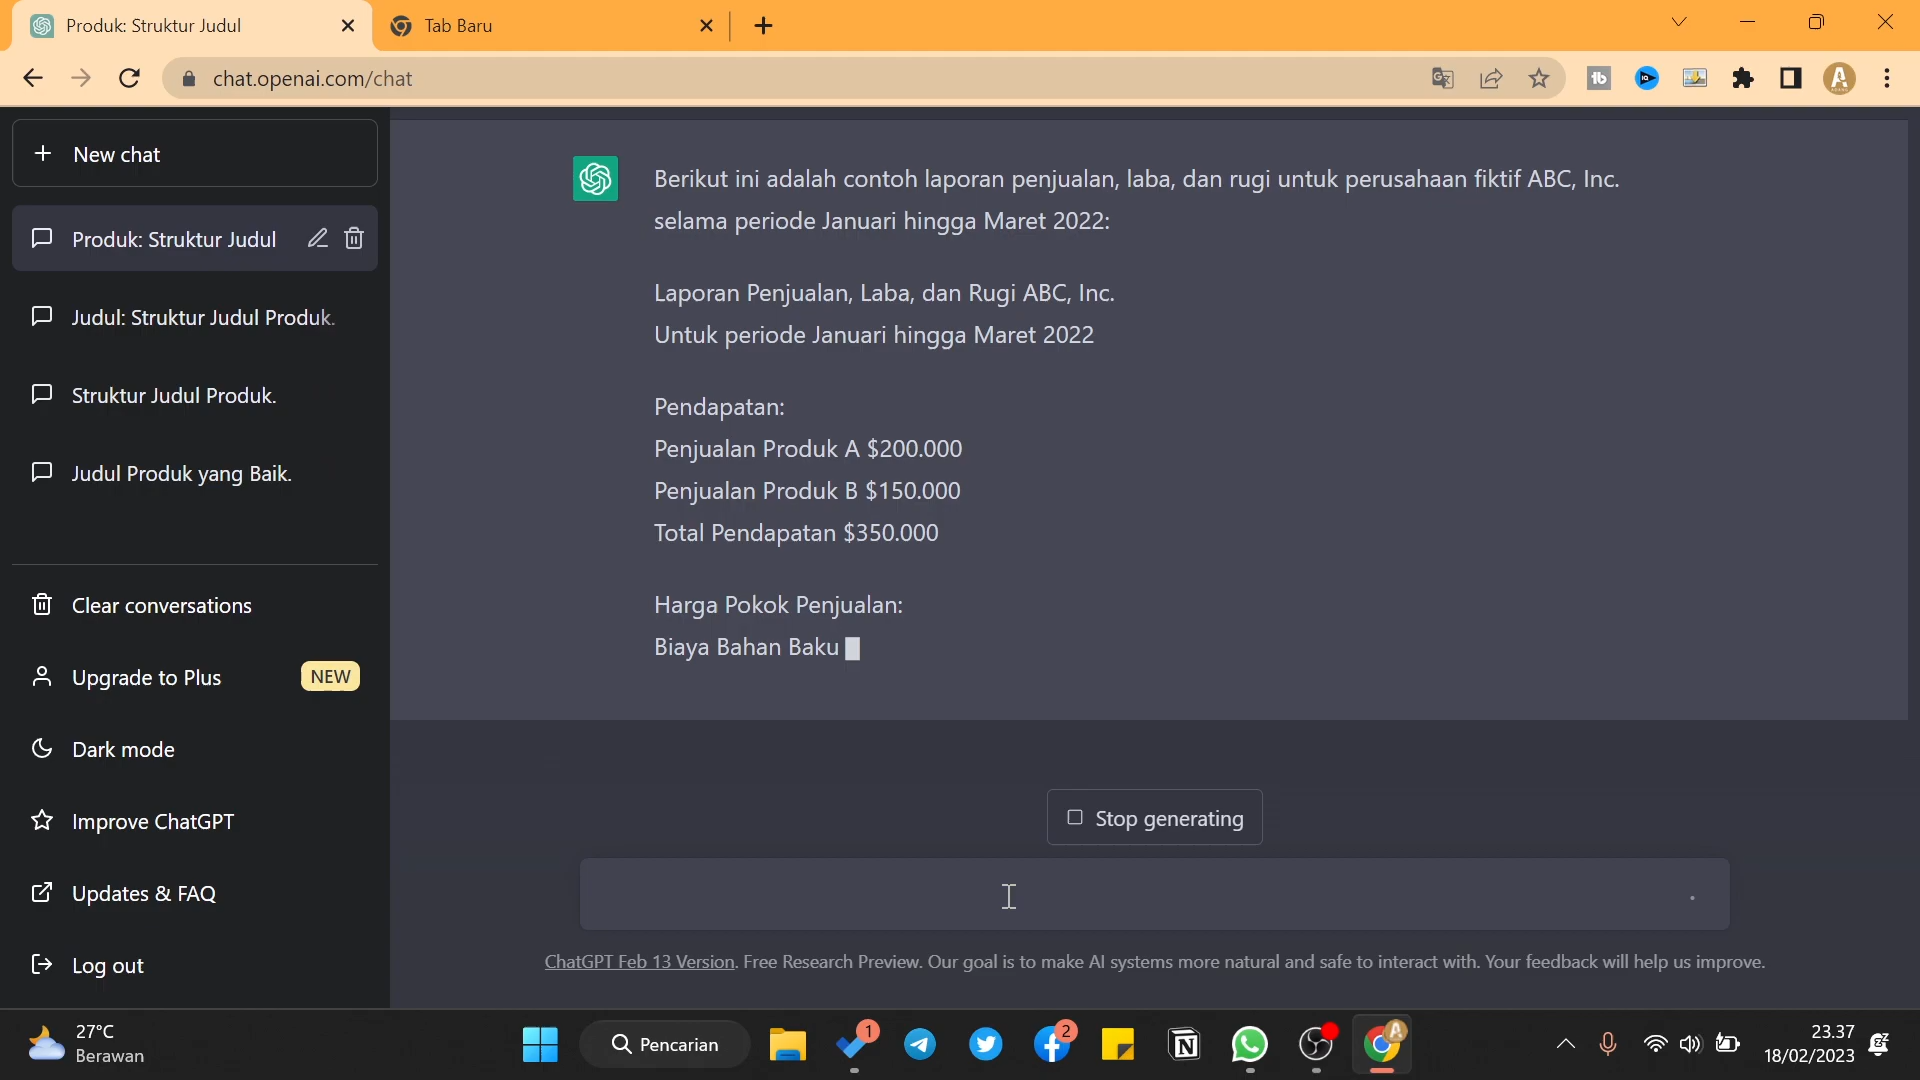 Produk: Struktur Judul
Tab Baru
chat.openai.com/chat
New chat
Produk: Struktur Judul
Judul: Struktur Judul Produk.
Struktur Judul Produk.
Judul Produk yang Baik.
Clear conversations
Upgrade to Plus NEW
Dark mode
Improve ChatGPT
Updates & FAQ
Log out
Berikut ini adalah contoh laporan penjualan, laba, dan rugi untuk perusahaan fiktif ABC, Inc.
selama periode Januari hingga Maret 2022:
Laporan Penjualan, Laba, dan Rugi ABC, Inc.
Untuk periode Januari hingga Maret 2022
Pendapatan:
Penjualan Produk A $200.000
Penjualan Produk B $150.000
Total Pendapatan $350.000
Harga Pokok Penjualan:
Biaya Bahan Baku
Stop generating
ChatGPT Feb 13 Version. Free Research Preview. Our goal is to make AI systems more natural and safe to interact with. Your feedback will help us improve.
27°C
Berawan
Pencarian
1
2
23.37
18/02/2023